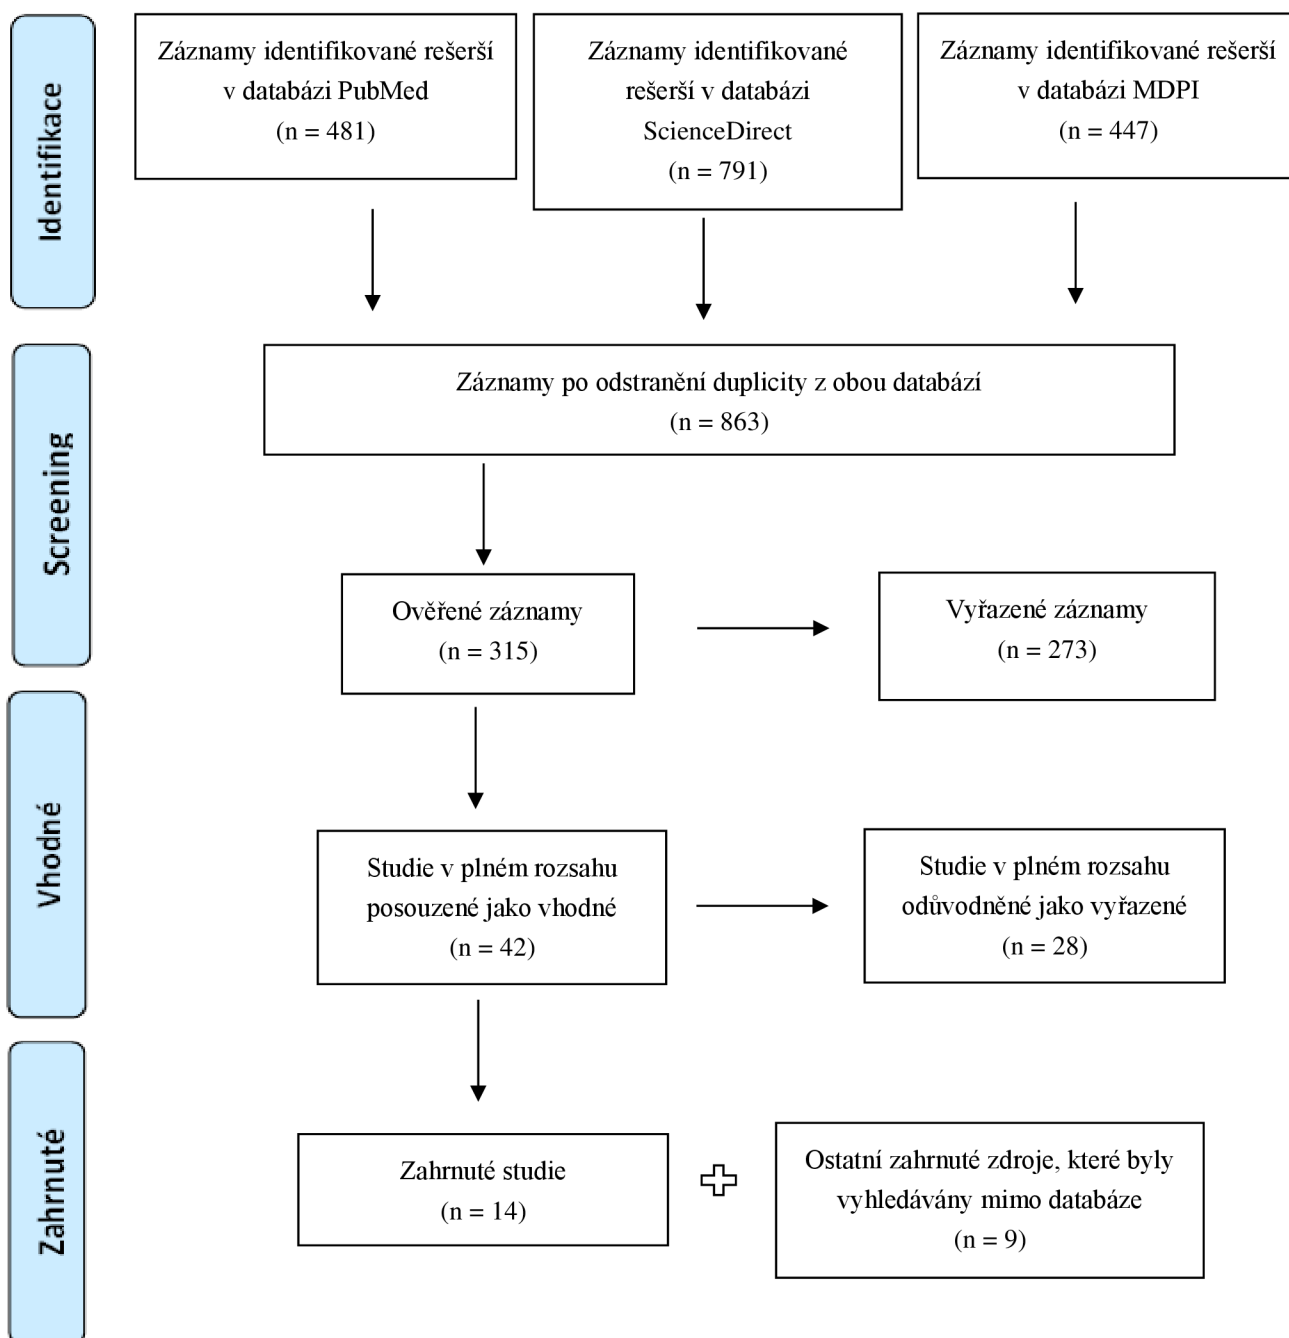 Identifikace
Záznamy identifikované rešerší
v databázi PubMed
(n = 481)
Záznamy identifikované
rešerší v databázi
ScienceDirect
(n = 791)
Záznamy identifikované rešerší
v databázi MDPI
(n = 447)
Screening
Záznamy po odstranění duplicity z obou databází
(n = 863)
Ověřené záznamy
(n = 315)
Vyřazené záznamy
(n = 273)
Vhodné
Studie v plném rozsahu
posouzené jako vhodné
(n = 42)
Studie v plném rozsahu
odůvodněné jako vyřazené
(n = 28)
Zahrnuté
Zahrnuté studie
(n = 14)
Ostatní zahrnuté zdroje, které byly
vyhledávány mimo databáze
(n = 9)